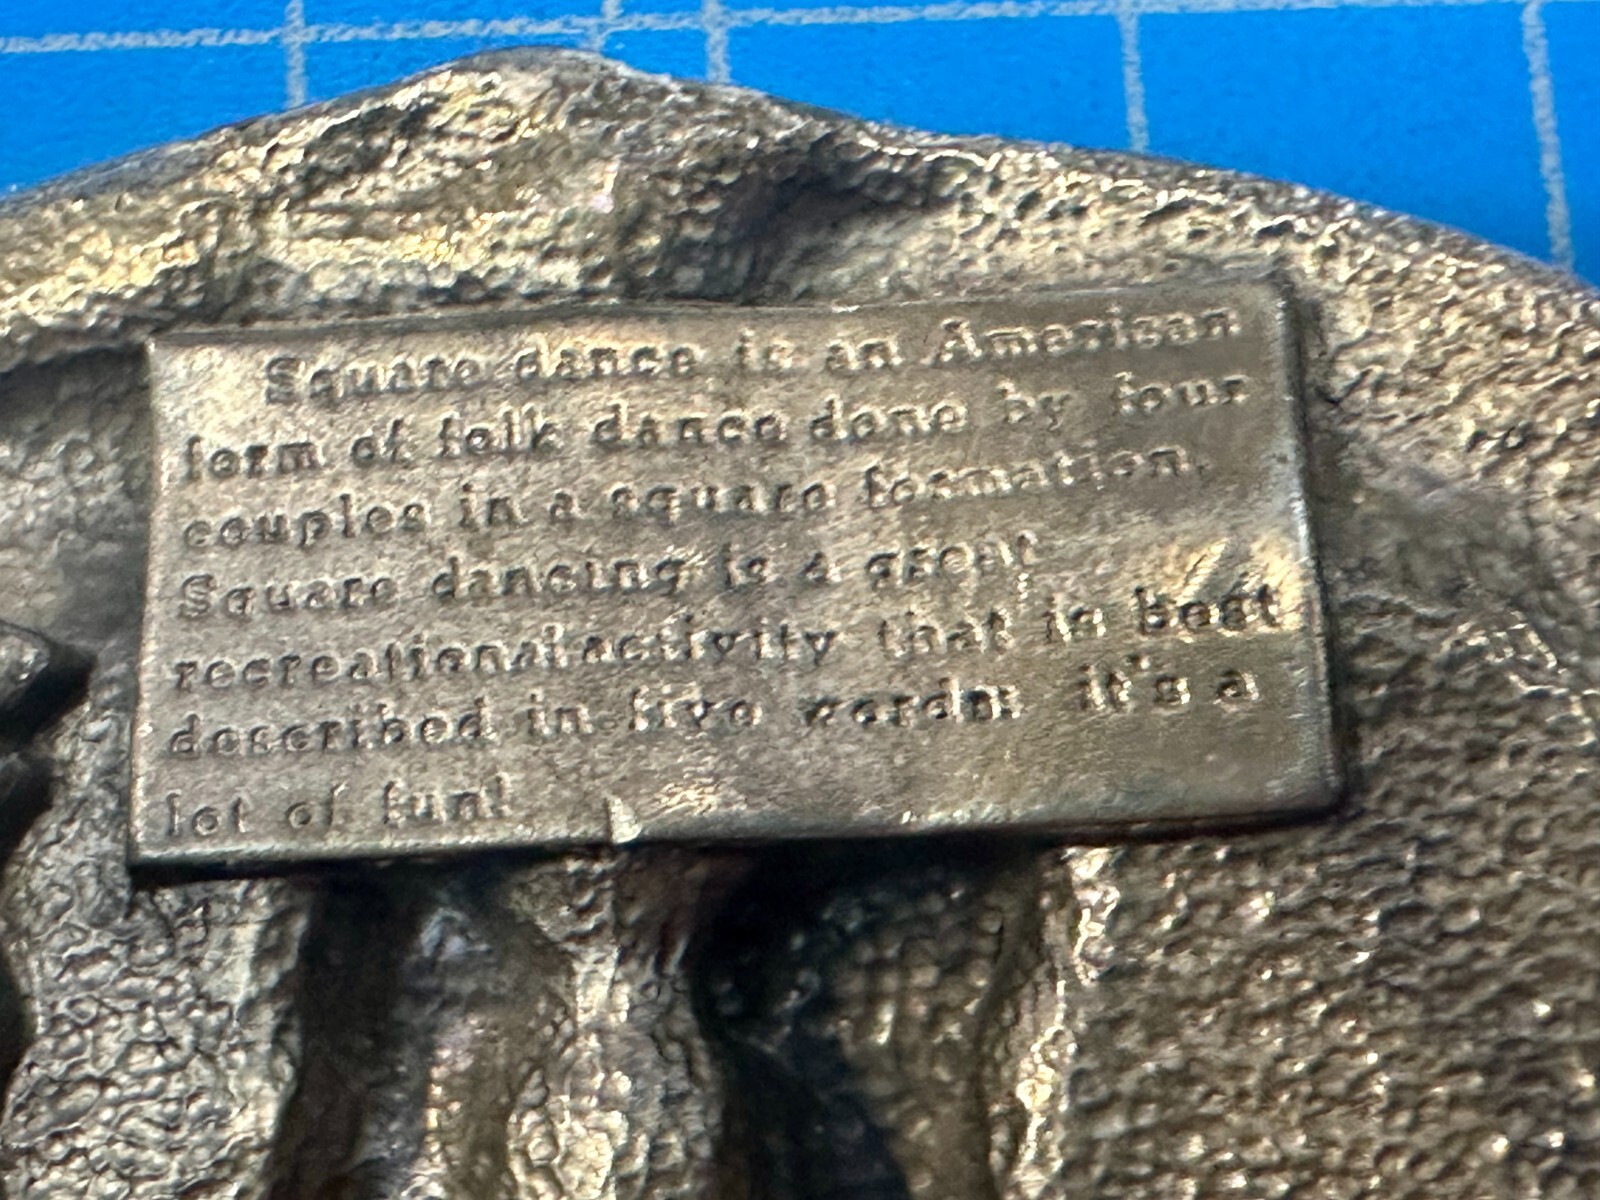 Square dance is an American
form of folk dance done by four
couples in a square formation.
Square dancing is a great
recreational activity that is best
described in five words: it's a
lot of fun!